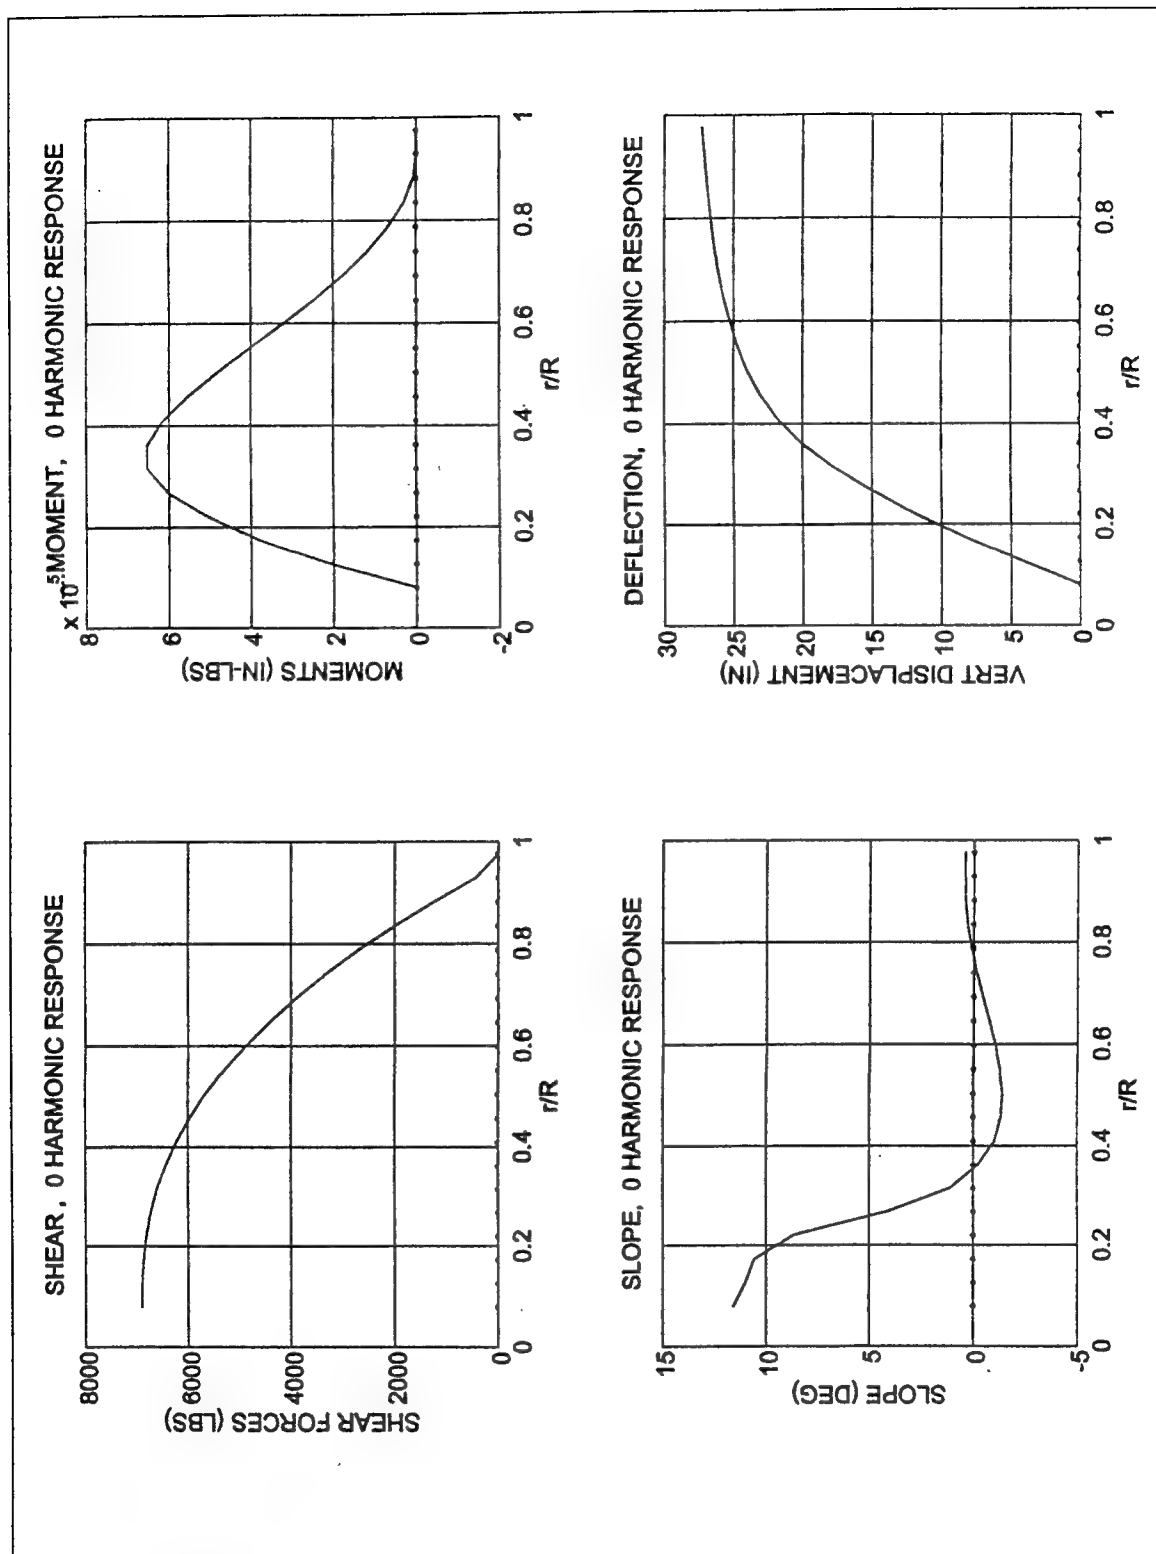 SHEAR , 0 HARMONIC RESPONSE
8000
6000
4000
2000
0
SHEAR FORCES (LBS)
0 0.2 0.4 0.6 0.8 1
r/R
x 10 5 MOMENT, 0 HARMONIC RESPONSE
8
6
4
2
0
-2
MOMENTS (IN-LBS)
0 0.2 0.4 0.6 0.8 1
r/R
SLOPE, 0 HARMONIC RESPONSE
15
10
5
0
-5
SLOPE (DEG)
0 0.2 0.4 0.6 0.8 1
r/R
DEFLECTION, 0 HARMONIC RESPONSE
30
25
20
15
10
5
0
VERT DISPLACEMENT (IN)
0 0.2 0.4 0.6 0.8 1
r/R